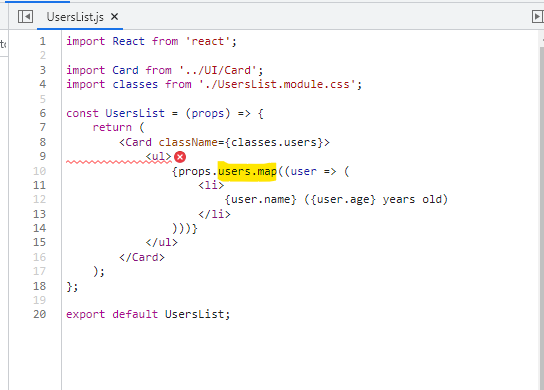 UsersList.js ×
1 import React from 'react';
2
3 import Card from '../UI/Card';
4 import classes from './UsersList.module.css';
5
6 const UsersList = (props) => {
7 return (
8 <Card className={classes.users}>
9 <ul>
10 {props.users.map((user => (
11 <li>
12 {user.name} ({user.age} years old)
13 </li>
14 )))}
15 </ul>
16 </Card>
17 );
18 };
19
20 export default UsersList;